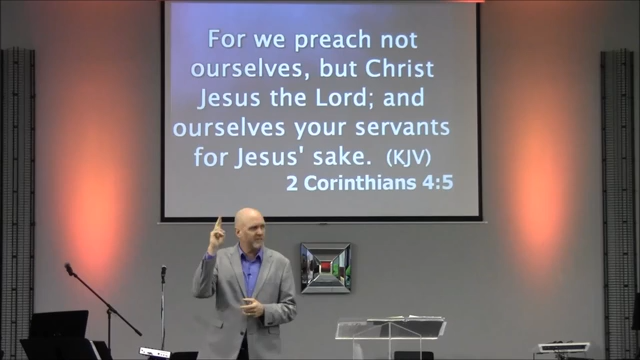 For we preach not
ourselves, but Christ
Jesus the Lord; and
ourselves your servants
for Jesus' sake. (KJV)
2 Corinthians 4:5